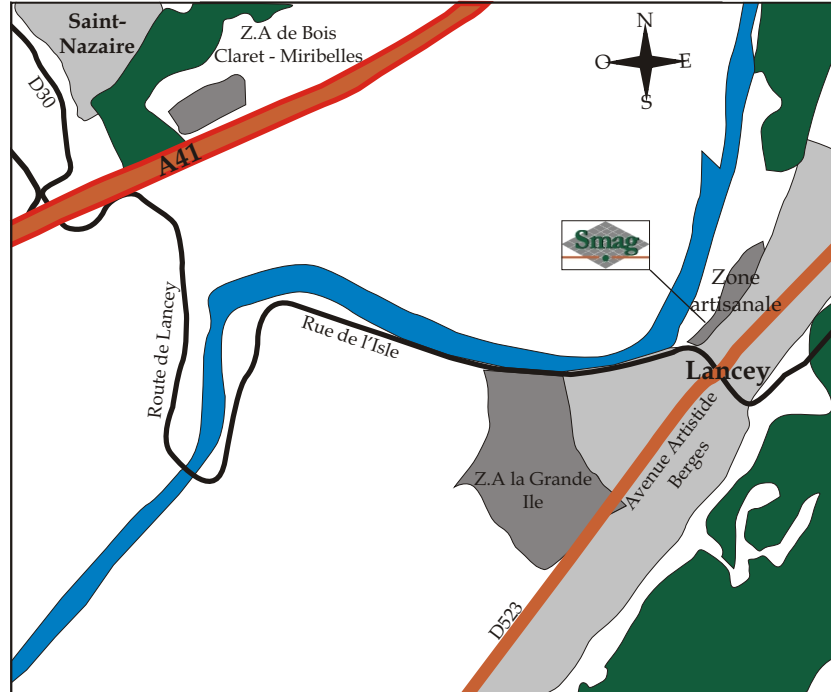 Saint-
Nazaire
Z.A de Bois
Claret - Miribelles
N
O
E
S
D30
A41
Smag
Zone
artisanale
Route de Lancey
Rue de l'Isle
Lancey
Avenue Artistide
Berges
Z.A la Grande
Ile
D523